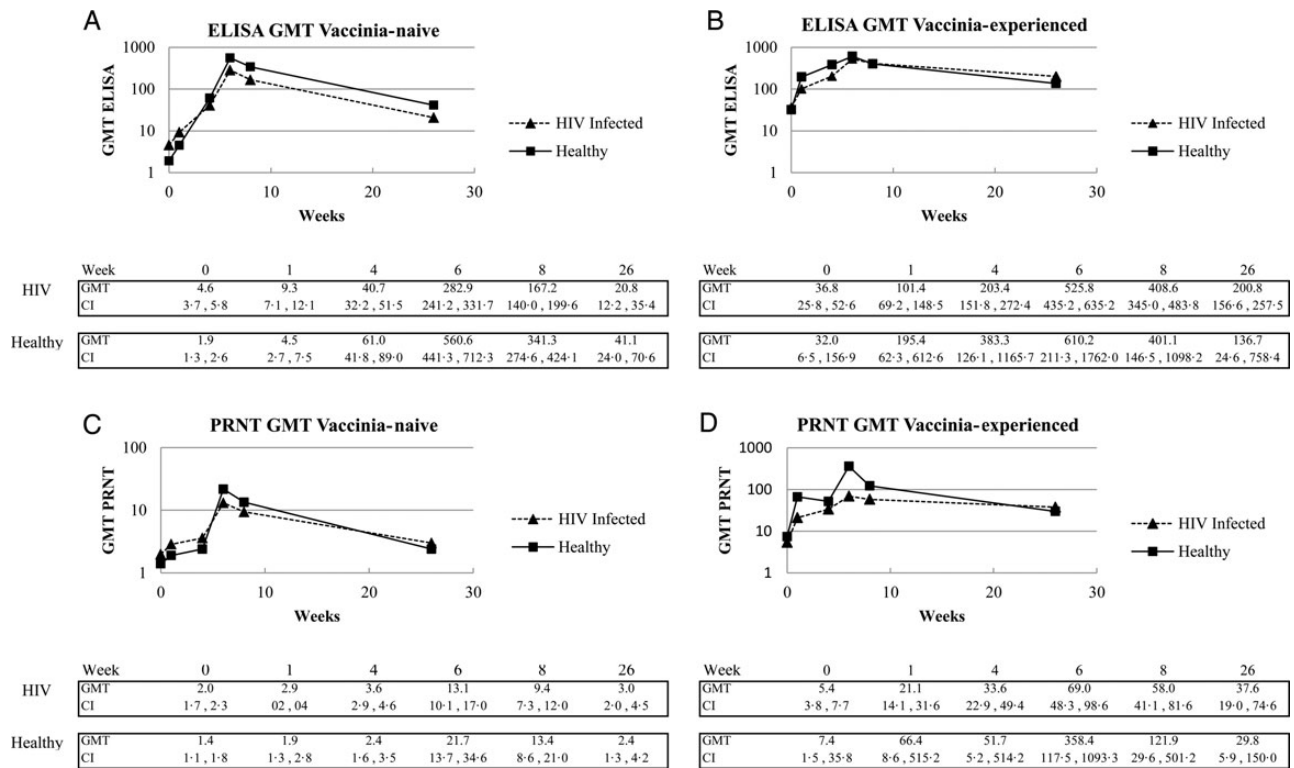 A
ELISA GMT Vaccinia-naive
GMT ELISA
1000
100
10
1
0 10 20 30
Weeks
HIV Infected
Healthy
Week 0 1 4 6 8 26
HIV
GMT 4.6 9.3 40.7 282.9 167.2 20.8
CI 3·7 , 5·8 7·1 , 12·1 32·2 , 51·5 241·2 , 331·7 140·0 , 199·6 12·2 , 35·4
Healthy
GMT 1.9 4.5 61.0 560.6 341.3 41.1
CI 1·3 , 2·6 2·7 , 7·5 41·8 , 89·0 441·3 , 712·3 274·6 , 424·1 24·0 , 70·6
B
ELISA GMT Vaccinia-experienced
GMT ELISA
1000
100
10
1
0 10 20 30
Weeks
HIV Infected
Healthy
Week 0 1 4 6 8 26
GMT 36.8 101.4 203.4 525.8 408.6 200.8
CI 25·8 , 52·6 69·2 , 148·5 151·8 , 272·4 435·2 , 635·2 345·0 , 483·8 156·6 , 257·5
GMT 32.0 195.4 383.3 610.2 401.1 136.7
CI 6·5 , 156·9 62·3 , 612·6 126·1 , 1165·7 211·3 , 1762·0 146·5 , 1098·2 24·6 , 758·4
C
PRNT GMT Vaccinia-naive
GMT PRNT
100
10
1
0 10 20 30
Weeks
HIV Infected
Healthy
Week 0 1 4 6 8 26
HIV
GMT 2.0 2.9 3.6 13.1 9.4 3.0
CI 1·7 , 2·3 02 , 04 2·9 , 4·6 10·1 , 17·0 7·3 , 12·0 2·0 , 4·5
Healthy
GMT 1.4 1.9 2.4 21.7 13.4 2.4
CI 1·1 , 1·8 1·3 , 2·8 1·6 , 3·5 13·7 , 34·6 8·6 , 21·0 1·3 , 4·2
D
PRNT GMT Vaccinia-experienced
GMT PRNT
1000
100
10
1
0 10 20 30
Weeks
HIV Infected
Healthy
Week 0 1 4 6 8 26
GMT 5.4 21.1 33.6 69.0 58.0 37.6
CI 3·8 , 7·7 14·1 , 31·6 22·9 , 49·4 48·3 , 98·6 41·1 , 81·6 19·0 , 74·6
GMT 7.4 66.4 51.7 358.4 121.9 29.8
CI 1·5 , 35·8 8·6 , 515·2 5·2 , 514·2 117·5 , 1093·3 29·6 , 501·2 5·9 , 150·0